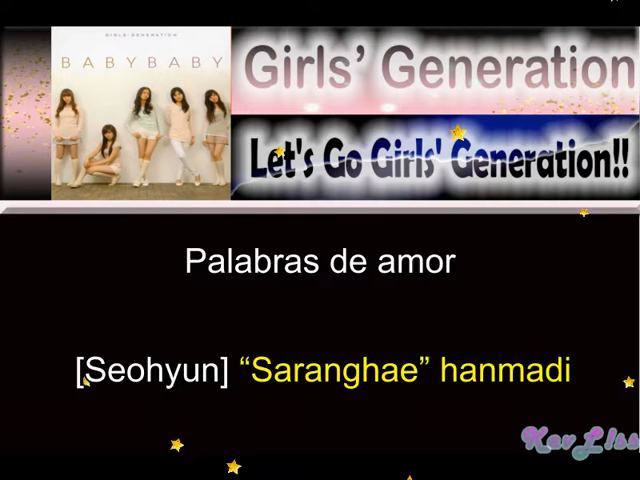 GIRLS' GENERATION
BABYBABY
Girls' Generation
Let's Go Girls' Generation!!
Palabras de amor
[Seohyun] “Saranghae” hanmadi